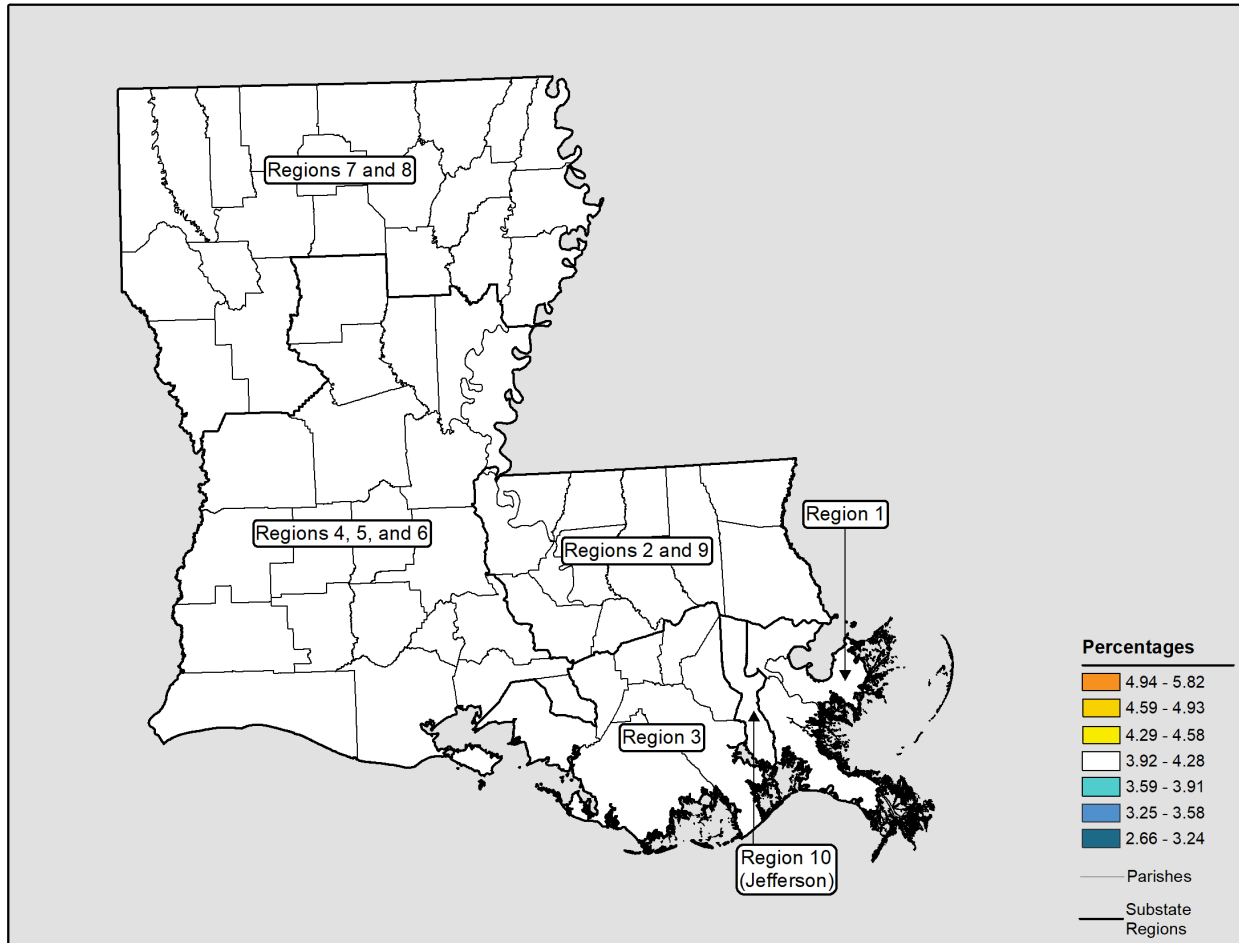 Regions 7 and 8
Region 1
Regions 4, 5, and 6
Regions 2 and 9
Region 3
Region 10
(Jefferson)
Percentages
4.94 - 5.82
4.59 - 4.93
4.29 - 4.58
3.92 - 4.28
3.59 - 3.91
3.25 - 3.58
2.66 - 3.24
Parishes
Substate
Regions